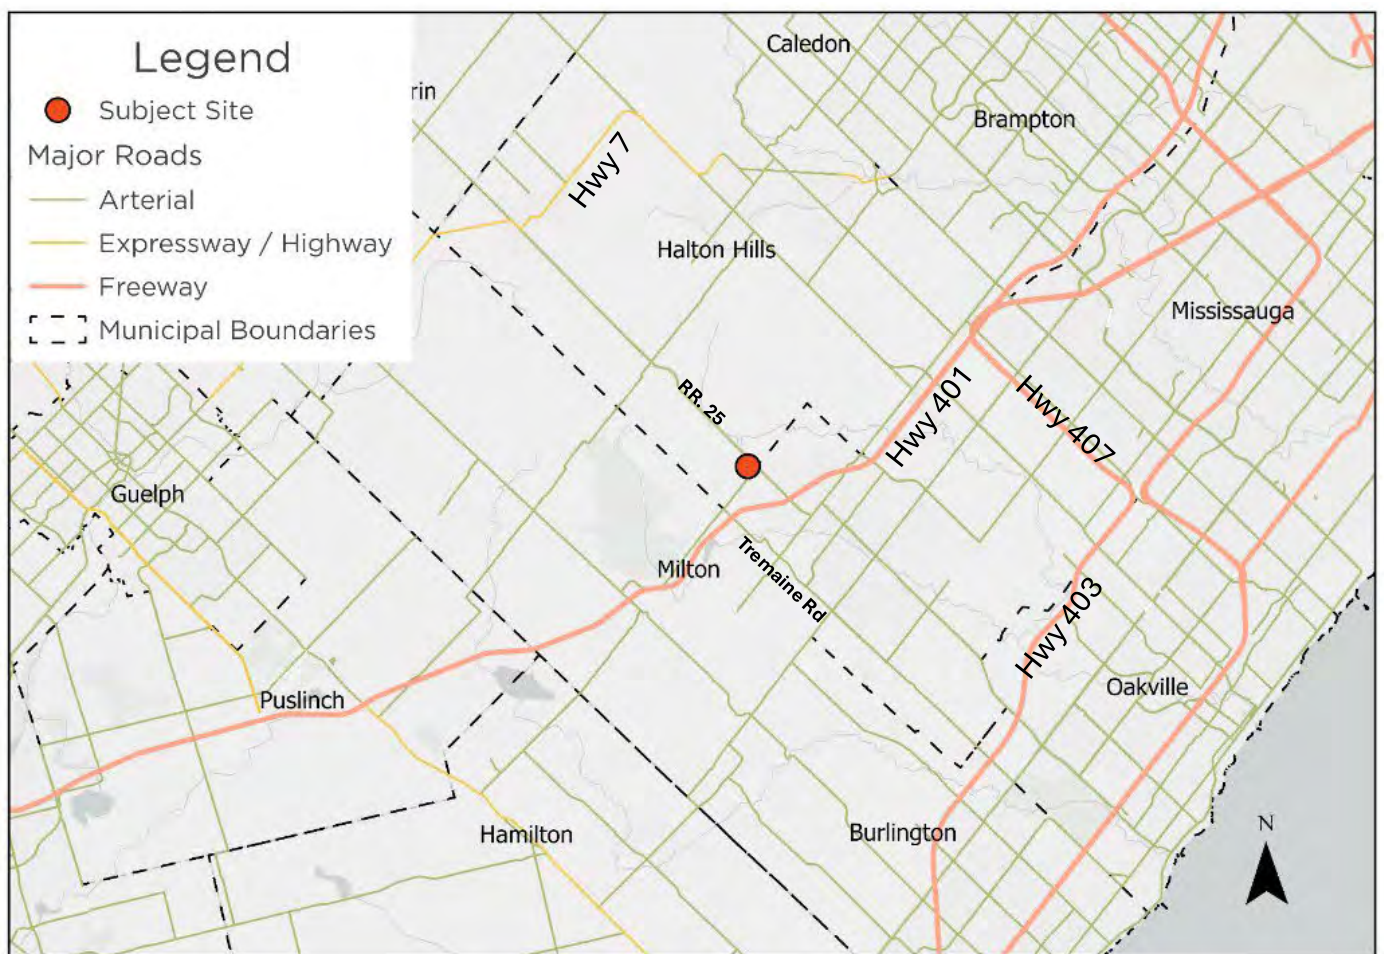 Legend
Subject Site
Major Roads
Arterial
Expressway / Highway
Freeway
Municipal Boundaries
rin
Caledon
Brampton
Hwy 7
Halton Hills
Mississauga
RR. 25
Hwy 401
Hwy 407
Guelph
Milton
Tremaine Rd
Hwy 403
Oakville
Puslinch
Hamilton
Burlington
N